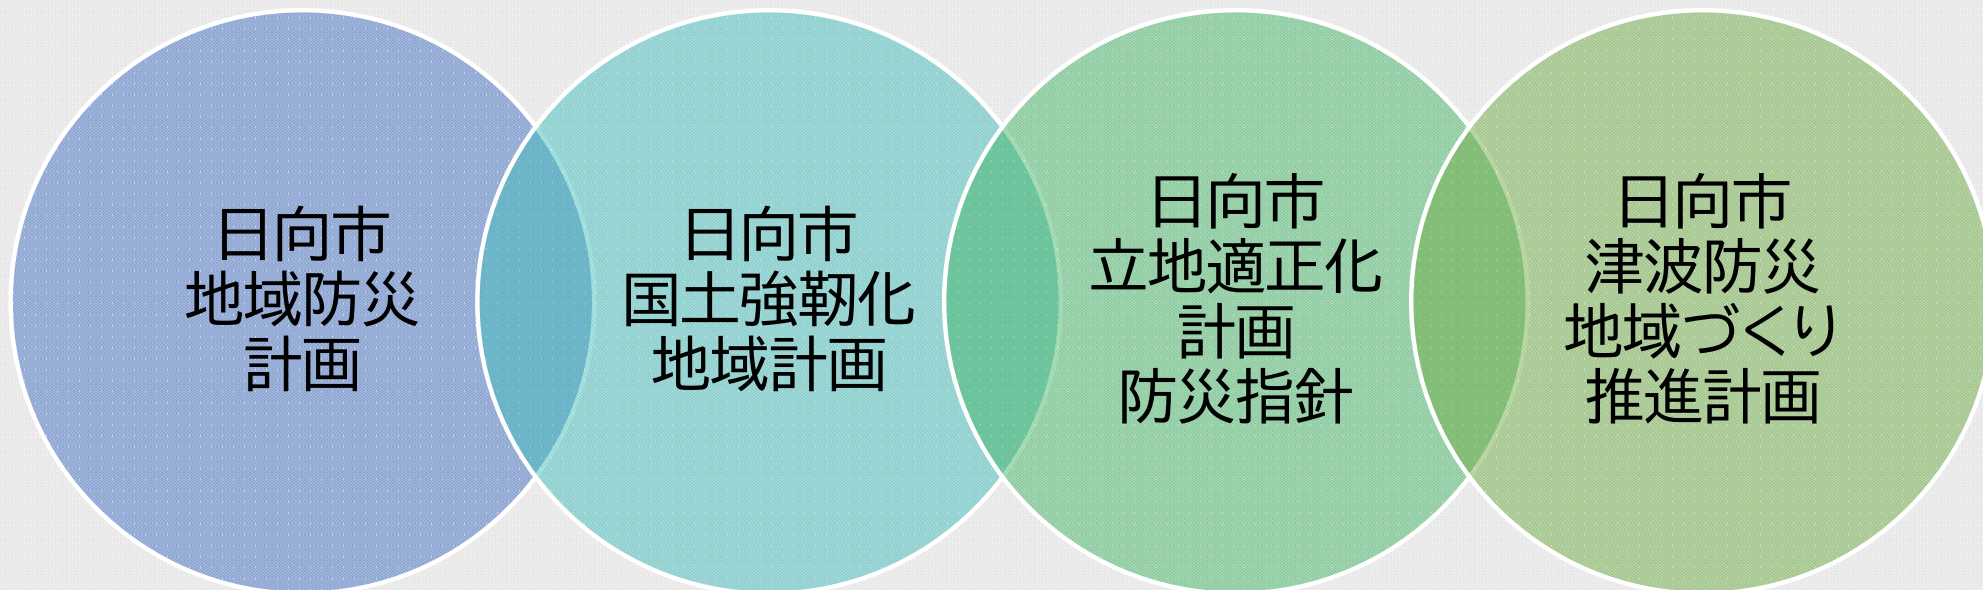 日向市
地域防災
計画
日向市
国土強靭化
地域計画
日向市
立地適正化
計画
防災指針
日向市
津波防災
地域づくり
推進計画